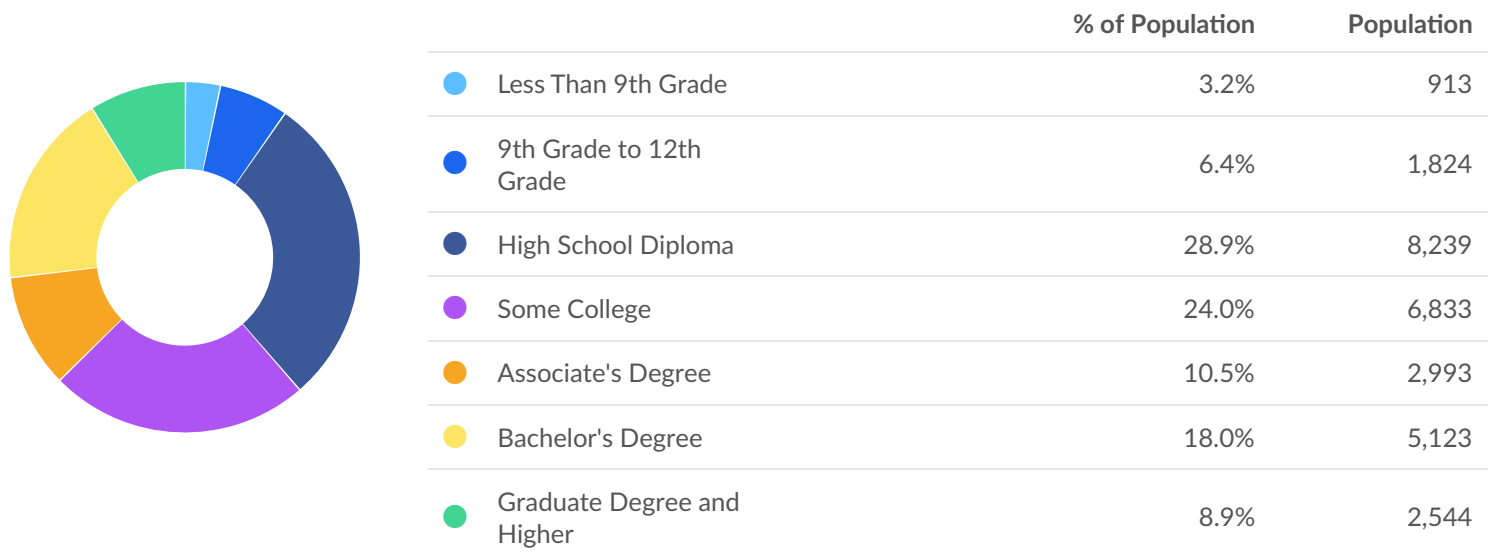 % of Population Population
Less Than 9th Grade 3.2% 913
9th Grade to 12th
Grade 6.4% 1,824
High School Diploma 28.9% 8,239
Some College 24.0% 6,833
Associate's Degree 10.5% 2,993
Bachelor's Degree 18.0% 5,123
Graduate Degree and
Higher 8.9% 2,544